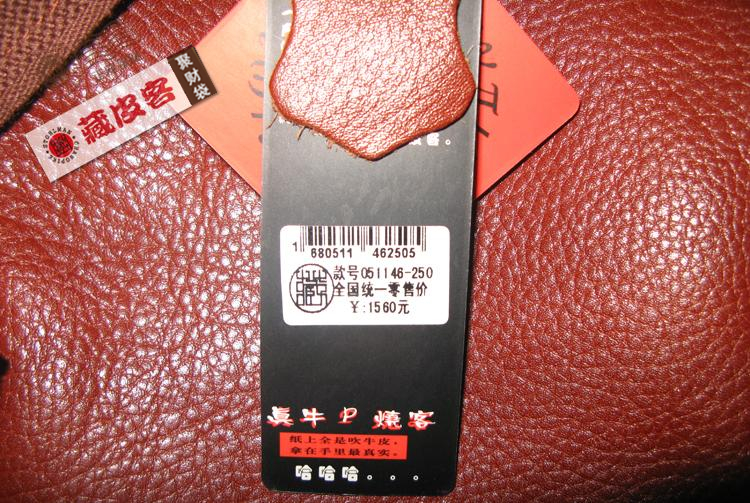 藏皮客
聚财袋
客。
1 680511 462505
款号051146-250
全国统一零售价
¥:1560元
真牛P烧客
纸上全是吹牛皮，
拿在手里最真实。
哈哈哈。。。